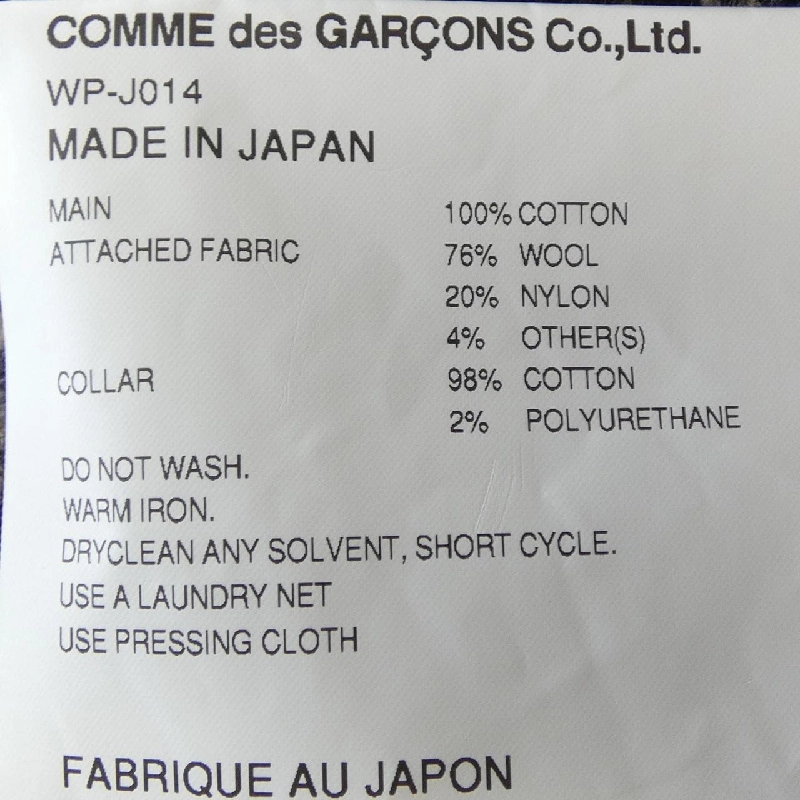 COMME des GARÇONS Co.,Ltd.
WP-J014
MADE IN JAPAN
MAIN 100% COTTON
ATTACHED FABRIC 76% WOOL
20% NYLON
4% OTHER(S)
COLLAR 98% COTTON
2% POLYURETHANE
DO NOT WASH.
WARM IRON.
DRYCLEAN ANY SOLVENT, SHORT CYCLE.
USE A LAUNDRY NET
USE PRESSING CLOTH
FABRIQUE AU JAPON